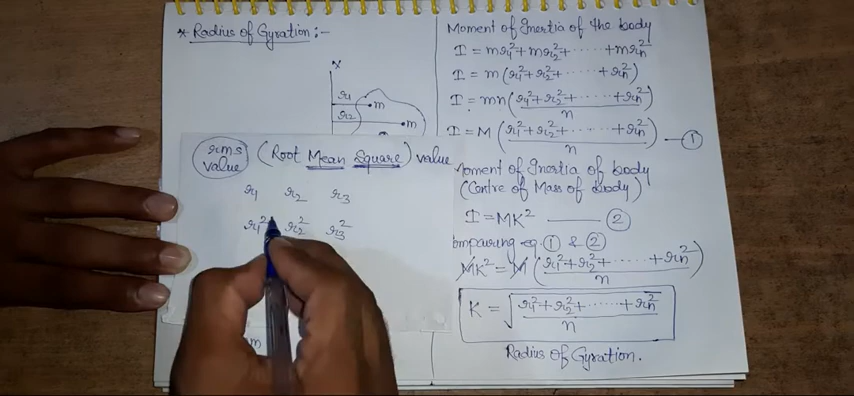 * Radius of Gyration :-
X
r₁
m
r₂
m
rms value (Root Mean Square) value
r₁ r₂ r₃
r₁² r₂² r₃²
m
Moment of Inertia of the body
I = mr₁²+mr₂²+ ...... +mrₙ²
I = m(r₁²+r₂²+ ...... +rₙ²)
I = mn(r₁²+r₂²+ ...... +rₙ²)/n
I = M(r₁²+r₂²+ ...... +rₙ²)/n — ①
Moment of Inertia of body
(Centre of Mass of Body)
I = MK² — ②
omparing eq. ① & ②
MK² = M(r₁²+r₂²+ ...... +rₙ²)/n
K = √(r₁²+r₂²+ ...... +rₙ²)/n
Radius of Gyration.